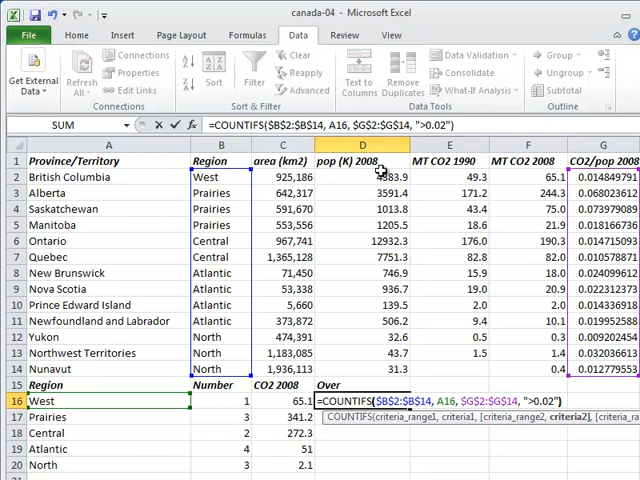 canada-04 - Microsoft Excel
File Home Insert Page Layout Formulas Data Review View
Get External Data
Refresh All
Connections
Properties
Edit Links
Connections
Sort
Filter
Clear
Reapply
Advanced
Sort & Filter
Text to Columns
Remove Duplicates
Data Validation
Consolidate
What-If Analysis
Data Tools
Group
Ungroup
Subtotal
Outline
SUM fx =COUNTIFS($B$2:$B$14, A16, $G$2:$G$14, ">0.02")
A B C D E F G
1 Province/Territory Region area (km2) pop (K) 2008 MT CO2 1990 MT CO2 2008 CO2/pop 2008
2 British Columbia West 925,186 4383.9 49.3 65.1 0.014849791
3 Alberta Prairies 642,317 3591.4 171.2 244.3 0.068023612
4 Saskatchewan Prairies 591,670 1013.8 43.4 75.0 0.073979089
5 Manitoba Prairies 553,556 1205.5 18.6 21.9 0.018166736
6 Ontario Central 967,741 12932.3 176.0 190.3 0.014715093
7 Quebec Central 1,365,128 7751.3 82.8 82.0 0.010578871
8 New Brunswick Atlantic 71,450 746.9 15.9 18.0 0.024099612
9 Nova Scotia Atlantic 53,338 936.7 19.0 20.9 0.022312373
10 Prince Edward Island Atlantic 5,660 139.5 2.0 2.0 0.014336918
11 Newfoundland and Labrador Atlantic 373,872 506.2 9.4 10.1 0.019952588
12 Yukon North 474,391 32.6 0.5 0.3 0.009202454
13 Northwest Territories North 1,183,085 43.7 1.5 1.4 0.032036613
14 Nunavut North 1,936,113 31.3 0.4 0.012779553
15 Region Number CO2 2008 Over
16 West 1 65.1 =COUNTIFS($B$2:$B$14, A16, $G$2:$G$14, ">0.02")
17 Prairies 3 341.2 COUNTIFS(criteria_range1, criteria1, [criteria_range2, criteria2], [criteria_ra
18 Central 2 272.3
19 Atlantic 4 51
20 North 3 2.1